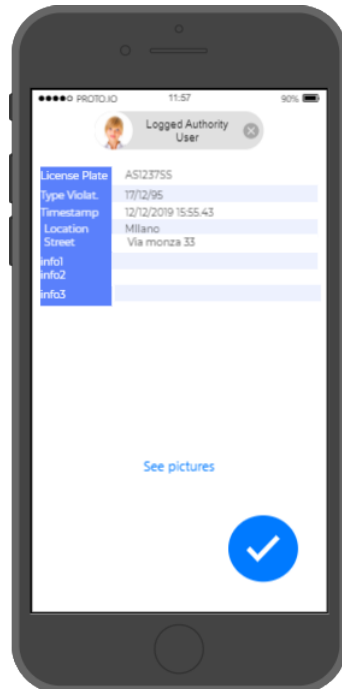 PROTO.IO 11:57 90%
Logged Authority
User
License Plate AS123755
Type Violat. 17/12/95
Timestamp 12/12/2019 15:55.43
Location MIlano
Street Via monza 33
info1
info2
info3
See pictures